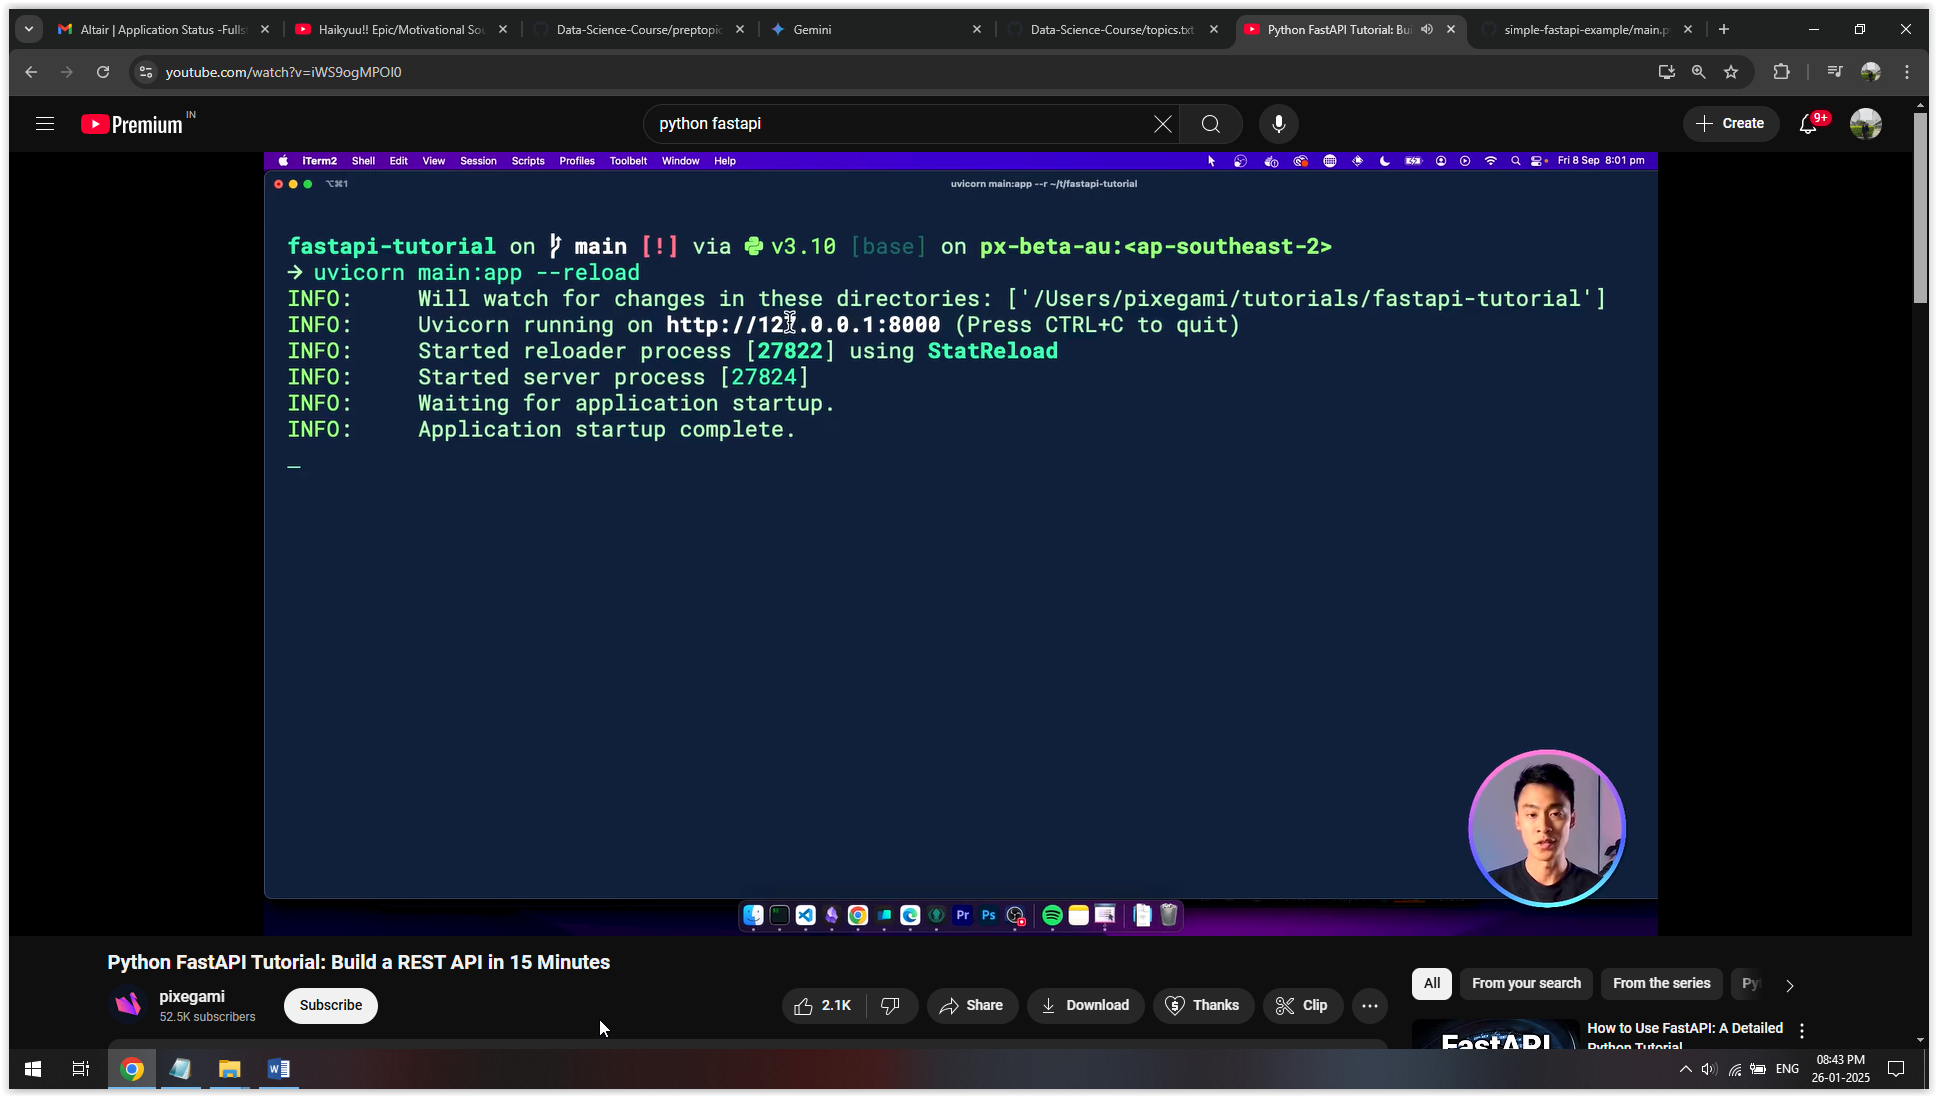 Altair | Application Status -Fullst
Haikyuu!! Epic/Motivational Sou
Data-Science-Course/preptopic
Gemini
Data-Science-Course/topics.txt
Python FastAPI Tutorial: Bui
simple-fastapi-example/main.p
youtube.com/watch?v=iWS9ogMPOI0
Premium IN
python fastapi
Create
9+
iTerm2 Shell Edit View Session Scripts Profiles Toolbelt Window Help
Fri 8 Sep 8:01 pm
⌥⌘1
uvicorn main:app --r ~/t/fastapi-tutorial
fastapi-tutorial on main [!] via v3.10 [base] on px-beta-au:<ap-southeast-2>
→ uvicorn main:app --reload
INFO: Will watch for changes in these directories: ['/Users/pixegami/tutorials/fastapi-tutorial']
INFO: Uvicorn running on http://127.0.0.1:8000 (Press CTRL+C to quit)
INFO: Started reloader process [27822] using StatReload
INFO: Started server process [27824]
INFO: Waiting for application startup.
INFO: Application startup complete.
Pr Ps
Python FastAPI Tutorial: Build a REST API in 15 Minutes
pixegami
52.5K subscribers
Subscribe
2.1K
Share
Download
Thanks
Clip
All
From your search
From the series
Py
How to Use FastAPI: A Detailed
Python Tutorial
FastAPI
ENG
08:43 PM
26-01-2025